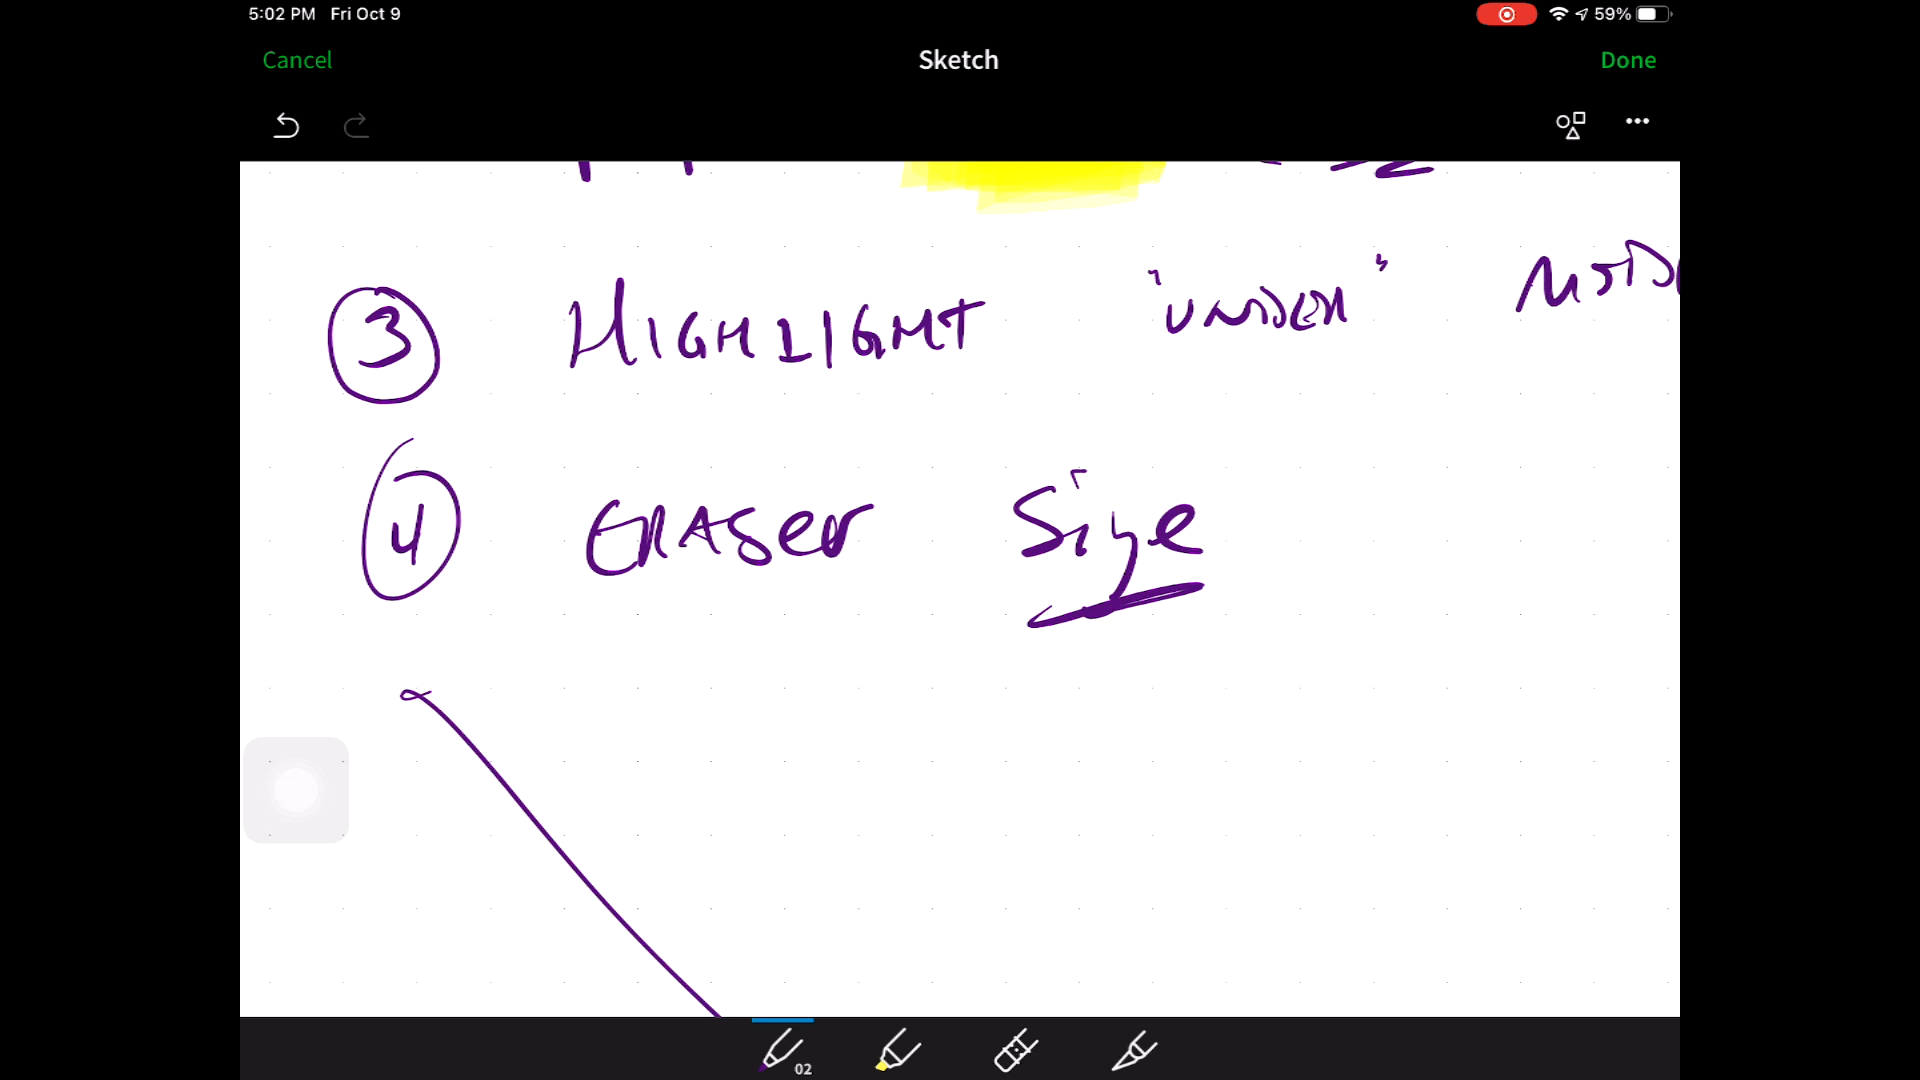 5:02 PM Fri Oct 9 59%
Cancel Sketch Done
3 HIGHLIGHT "UNDER"
4 ERASER Size
02